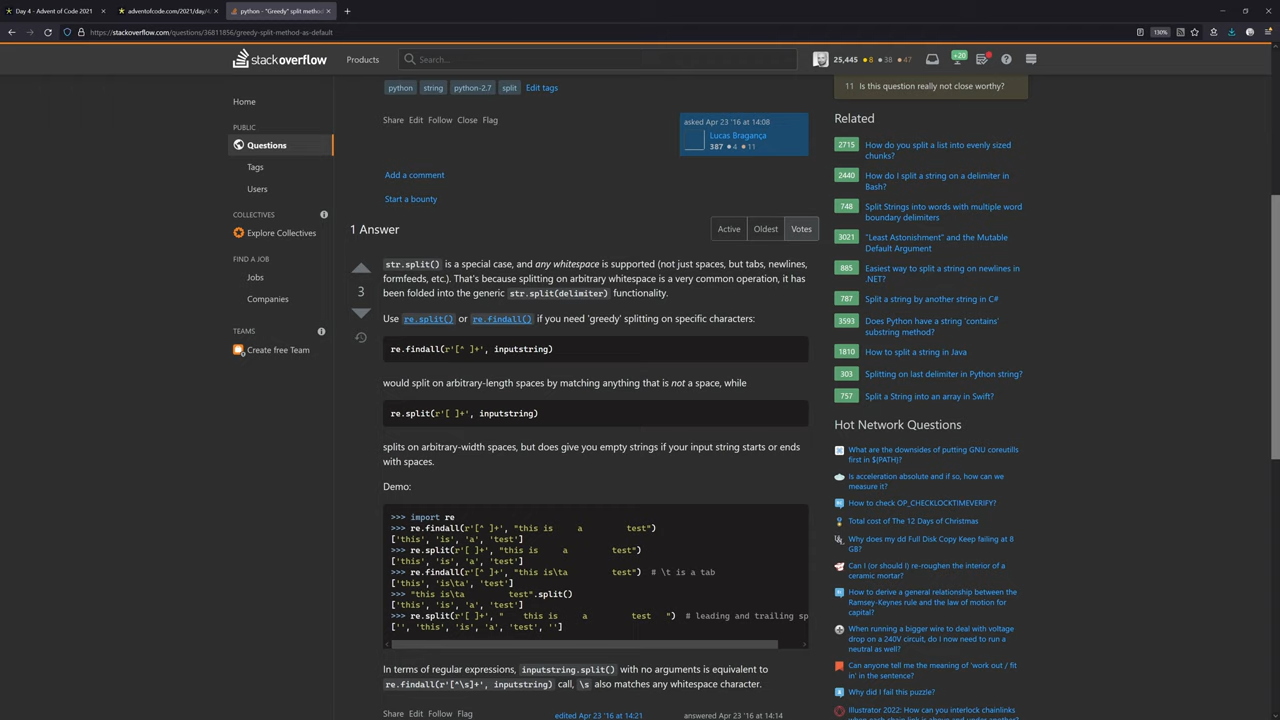 Day 4 - Advent of Code 2021
adventofcode.com/2021/day/4
python - "Greedy" split method
https://stackoverflow.com/questions/36811856/greedy-split-method-as-default
130%
stackoverflow
Products
Search...
25,445 8 38 47
+20
python string python-2.7 split Edit tags
Share Edit Follow Close Flag
asked Apr 23 '16 at 14:08
Lucas Bragança
387 4 11
Add a comment
Start a bounty
Home
PUBLIC
Questions
Tags
Users
COLLECTIVES
Explore Collectives
FIND A JOB
Jobs
Companies
TEAMS
Create free Team
1 Answer
Active Oldest Votes
3
str.split() is a special case, and any whitespace is supported (not just spaces, but tabs, newlines,
formfeeds, etc.). That's because splitting on arbitrary whitespace is a very common operation, it has
been folded into the generic str.split(delimiter) functionality.
Use re.split() or re.findall() if you need 'greedy' splitting on specific characters:
re.findall(r'[^ ]+', inputstring)
would split on arbitrary-length spaces by matching anything that is not a space, while
re.split(r'[ ]+', inputstring)
splits on arbitrary-width spaces, but does give you empty strings if your input string starts or ends
with spaces.
Demo:
>>> import re
>>> re.findall(r'[^ ]+', "this is    a        test")
['this', 'is', 'a', 'test']
>>> re.split(r'[ ]+', "this is    a        test")
['this', 'is', 'a', 'test']
>>> re.findall(r'[^ ]+', "this is\ta        test")  # \t is a tab
['this', 'is\ta', 'test']
>>> "this is\ta        test".split()
['this', 'is', 'a', 'test']
>>> re.split(r'[ ]+', "   this is    a        test   ")  # leading and trailing sp
['', 'this', 'is', 'a', 'test', '']
In terms of regular expressions, inputstring.split() with no arguments is equivalent to
re.findall(r'[^\s]+', inputstring) call, \s also matches any whitespace character.
Share Edit Follow Flag
edited Apr 23 '16 at 14:21
answered Apr 23 '16 at 14:14
11 Is this question really not close worthy?
Related
2715 How do you split a list into evenly sized
chunks?
2440 How do I split a string on a delimiter in
Bash?
748 Split Strings into words with multiple word
boundary delimiters
3021 "Least Astonishment" and the Mutable
Default Argument
885 Easiest way to split a string on newlines in
.NET?
787 Split a string by another string in C#
3593 Does Python have a string 'contains'
substring method?
1810 How to split a string in Java
303 Splitting on last delimiter in Python string?
757 Split a String into an array in Swift?
Hot Network Questions
What are the downsides of putting GNU coreutils
first in $(PATH)?
Is acceleration absolute and if so, how can we
measure it?
How to check OP_CHECKLOCKTIMEVERIFY?
Total cost of The 12 Days of Christmas
Why does my dd Full Disk Copy Keep failing at 8
GB?
Can I (or should I) re-roughen the interior of a
ceramic mortar?
How to derive a general relationship between the
Ramsey-Keynes rule and the law of motion for
capital?
When running a bigger wire to deal with voltage
drop on a 240V circuit, do I now need to run a
neutral as well?
Can anyone tell me the meaning of 'work out / fit
in' in the sentence?
Why did I fail this puzzle?
Illustrator 2022: How can you interlock chainlinks